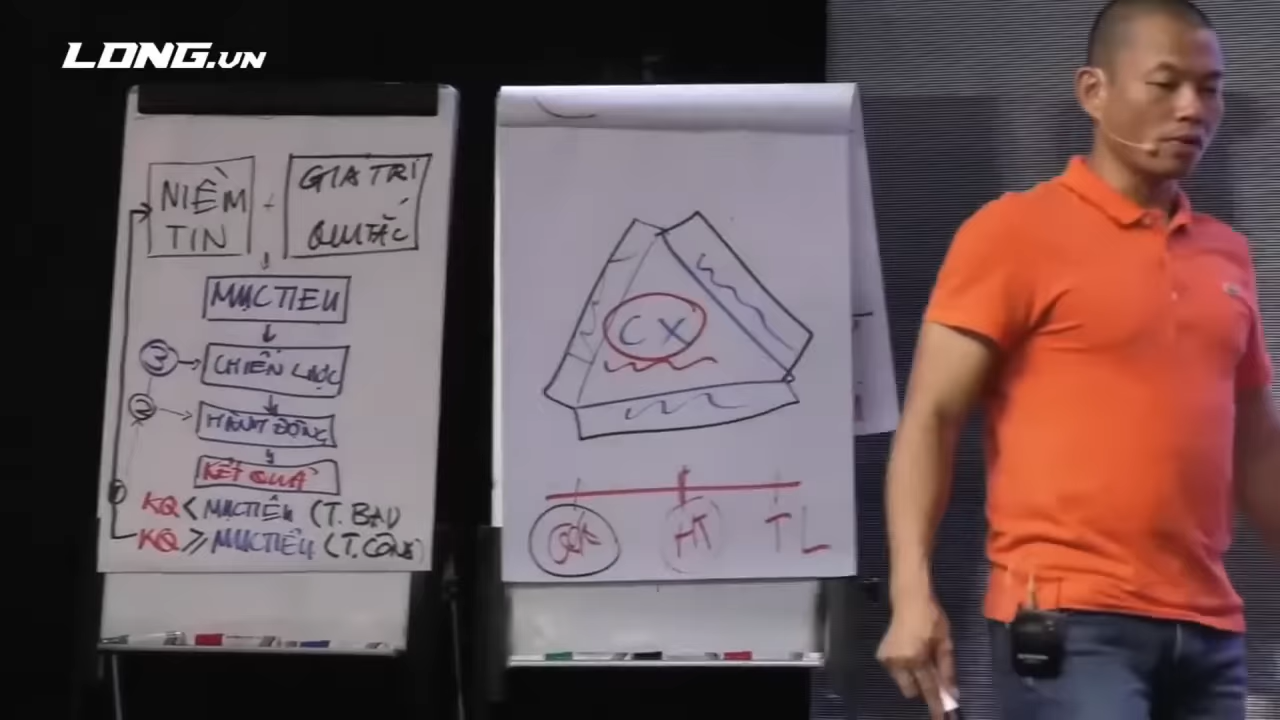 LONG.VN
NIỀM
TIN
+
GIÁ TRỊ
QUI TẮC
MỤC TIÊU
3
CHIẾN LƯỢC
2
HÀNH ĐỘNG
KẾT QUẢ
1
KQ < MỤC TIÊU (T. BẠI)
KQ ≥ MỤC TIÊU (T. CÔNG)
CX
QK
HT
TL